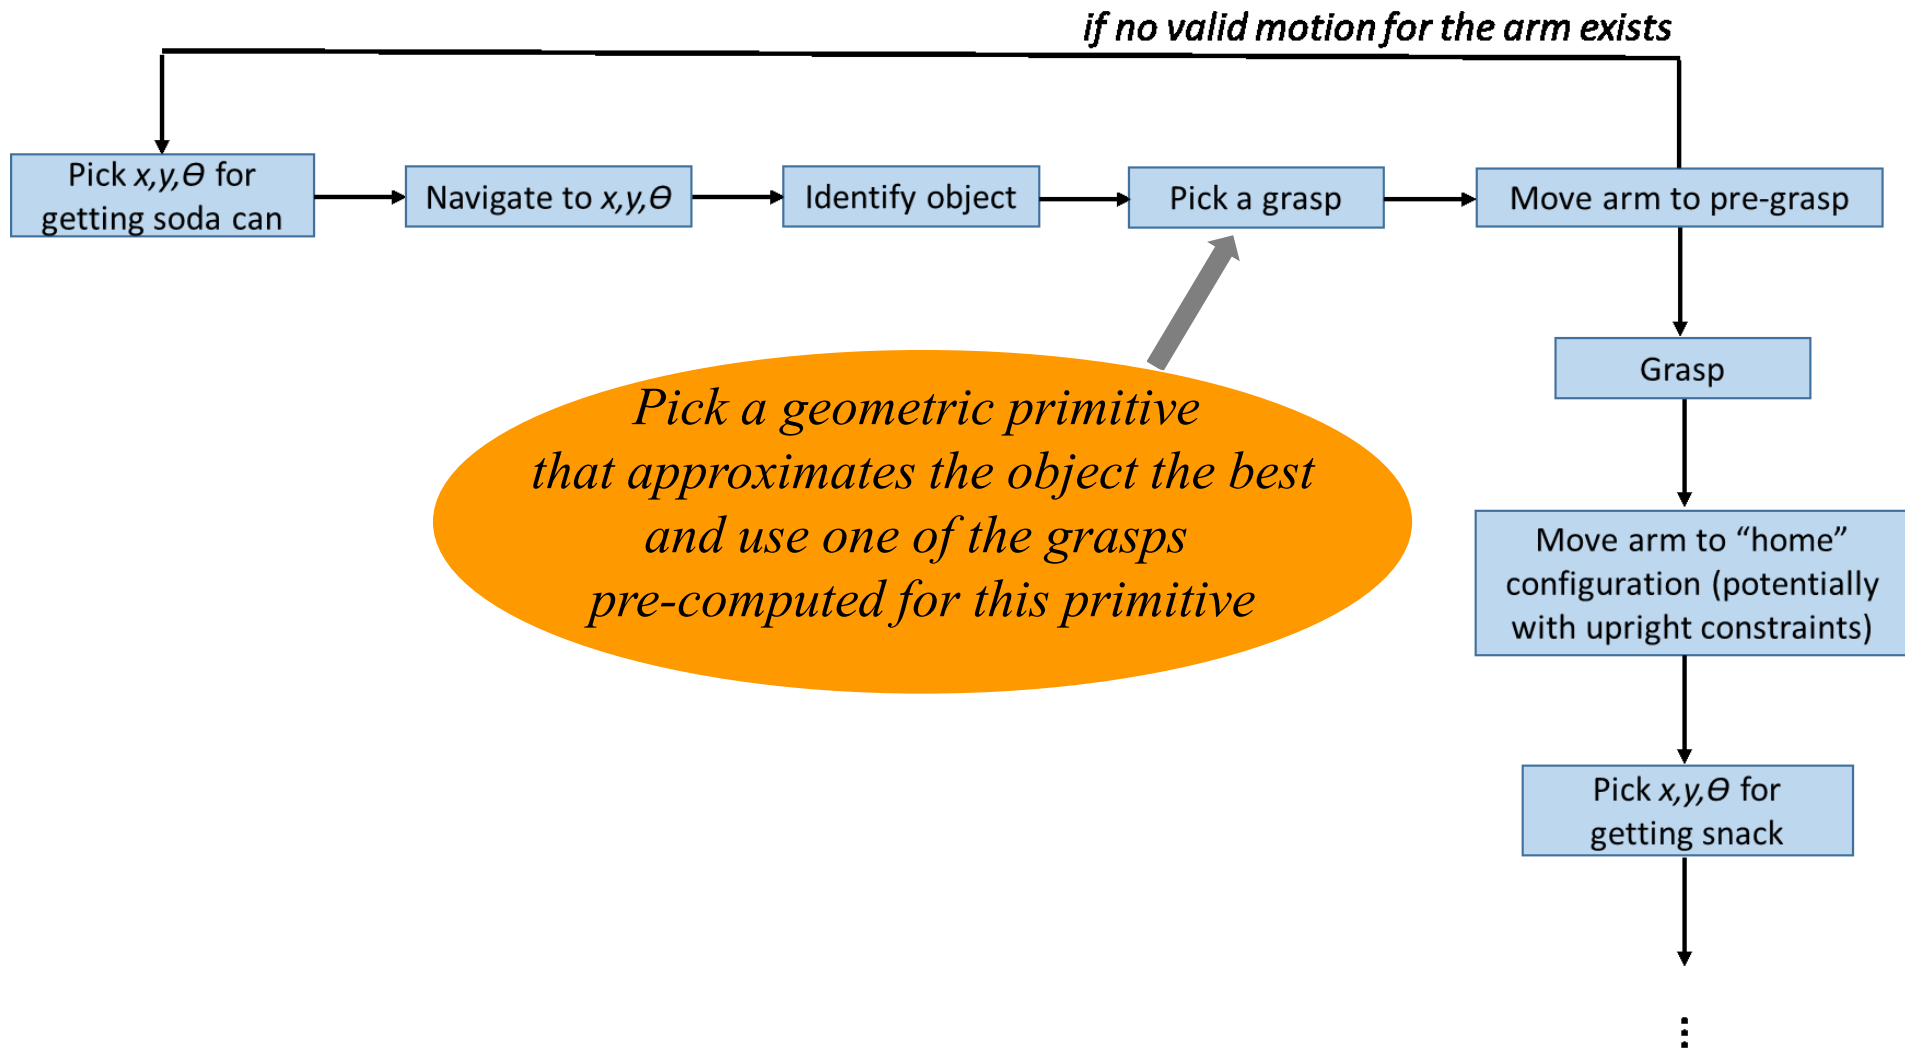 if no valid motion for the arm exists
Pick x,y,ϴ for
getting soda can
Navigate to x,y,ϴ
Identify object
Pick a grasp
Move arm to pre-grasp
Grasp
Pick a geometric primitive
that approximates the object the best
and use one of the grasps
pre-computed for this primitive
Move arm to “home”
configuration (potentially
with upright constraints)
Pick x,y,ϴ for
getting snack
⋮